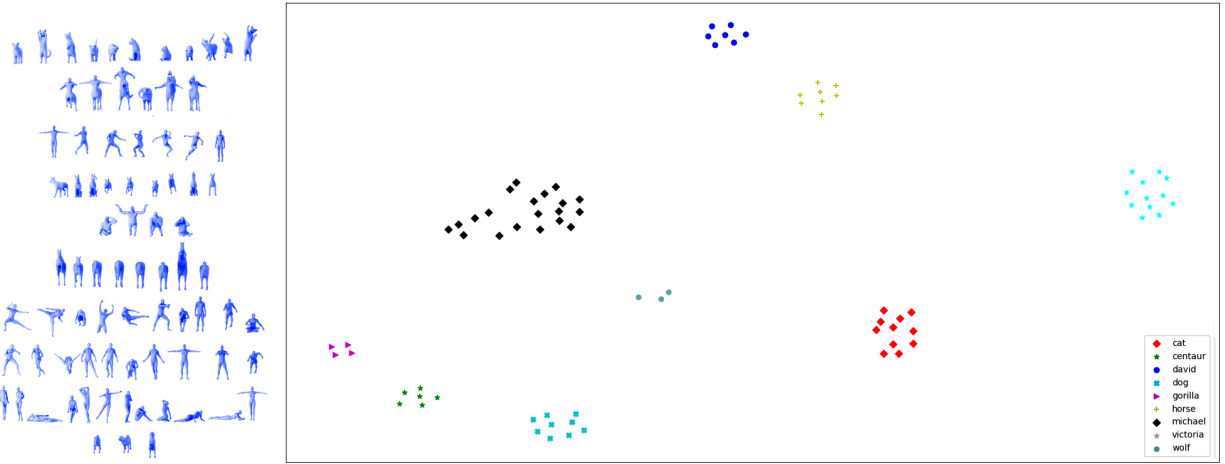 cat
centaur
david
dog
gorilla
horse
michael
victoria
wolf